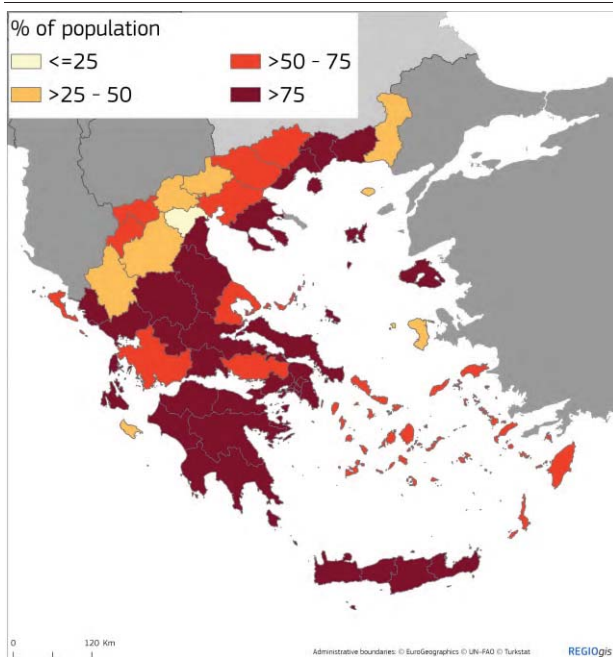 % of population
<=25
>50 - 75
>25 - 50
>75
0 120 Km
Administrative boundaries: © EuroGeographics © UN-FAO © Turkstat
REGIOgis